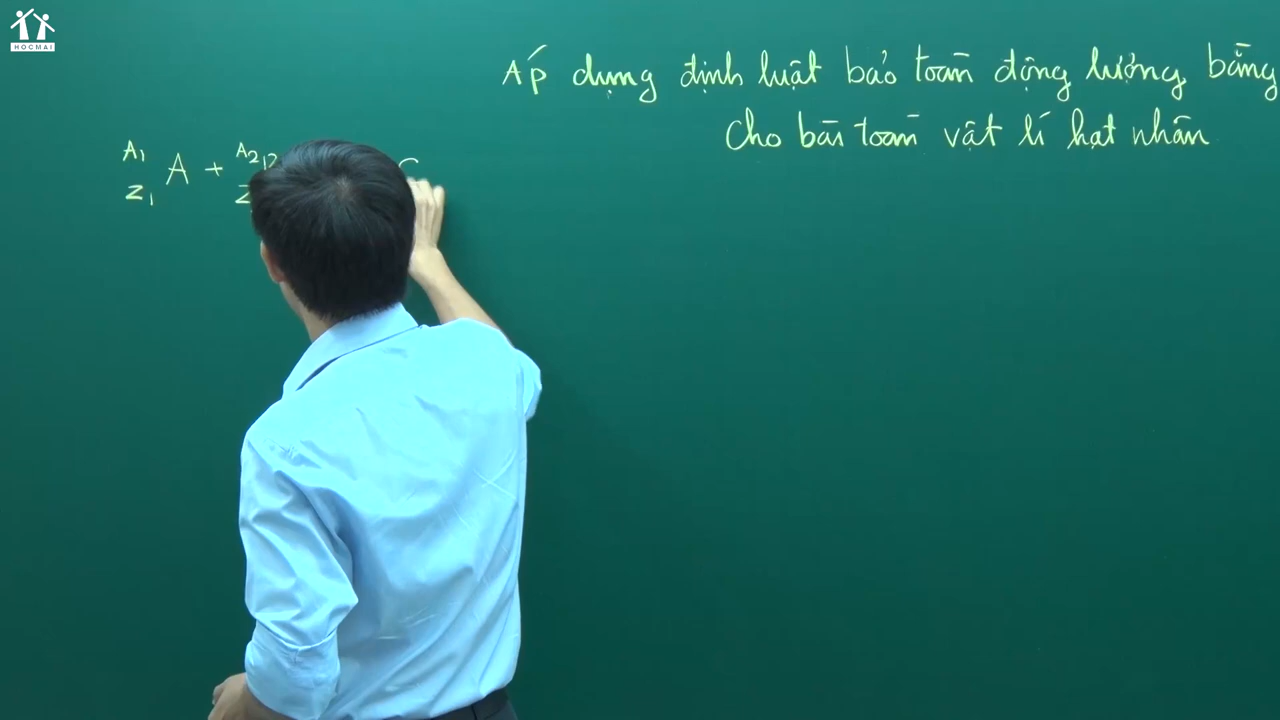 HOCMAI
Áp dụng định luật bảo toàn động lượng bằng
cho bài toán vật lí hạt nhân
A1 A + A2
Z1 Z